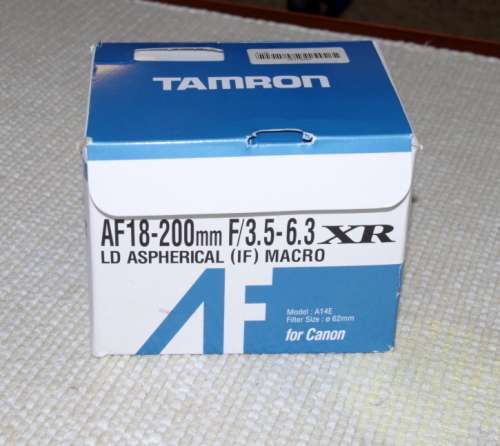 TAMRON
AF18-200mm F/3.5-6.3 XR
LD ASPHERICAL (IF) MACRO
AF
Model : A14E
Filter Size : ø 62mm
for Canon